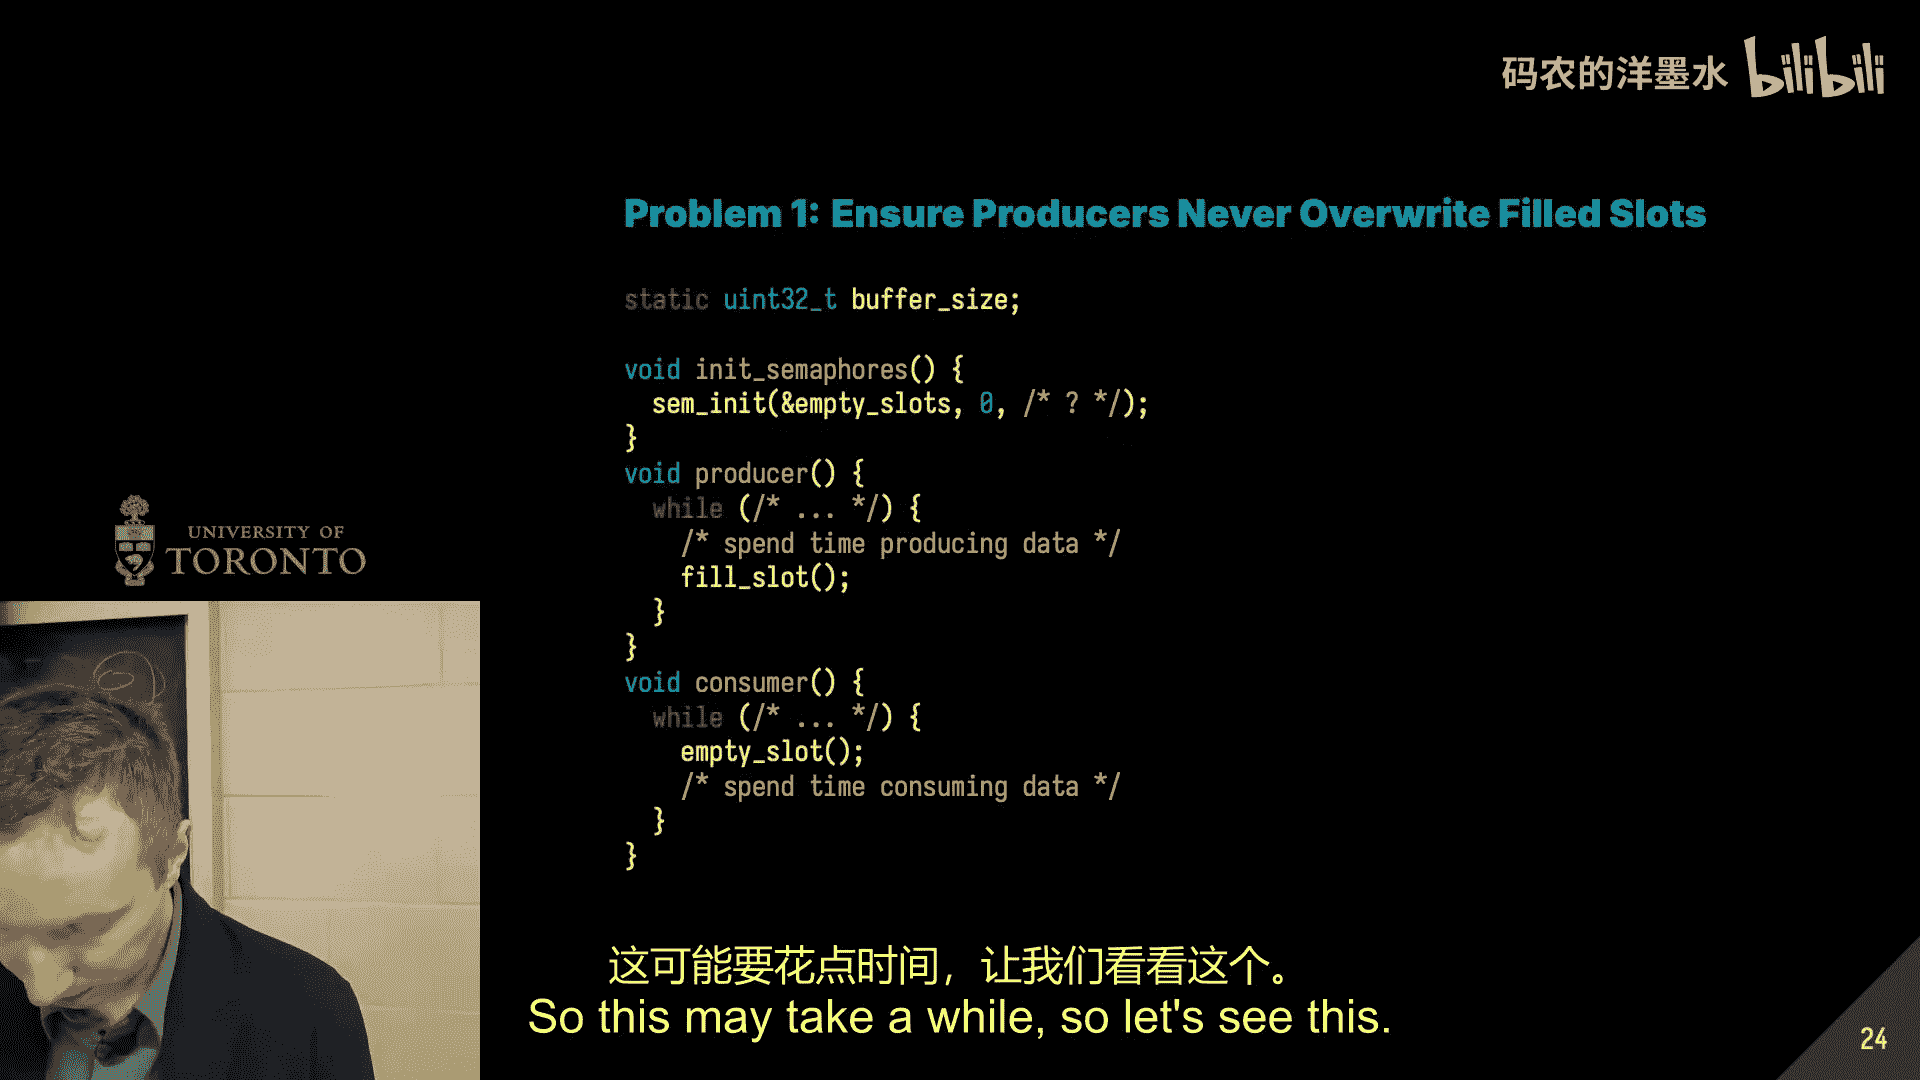 码农的洋墨水 bilibili
Problem 1: Ensure Producers Never Overwrite Filled Slots
static uint32_t buffer_size;
void init_semaphores() {
sem_init(&empty_slots, 0, /* ? */);
}
void producer() {
while (/* ... */) {
/* spend time producing data */
fill_slot();
}
}
void consumer() {
while (/* ... */) {
empty_slot();
/* spend time consuming data */
}
}
UNIVERSITY OF
TORONTO
这可能要花点时间，让我们看看这个。
So this may take a while, so let's see this.
24